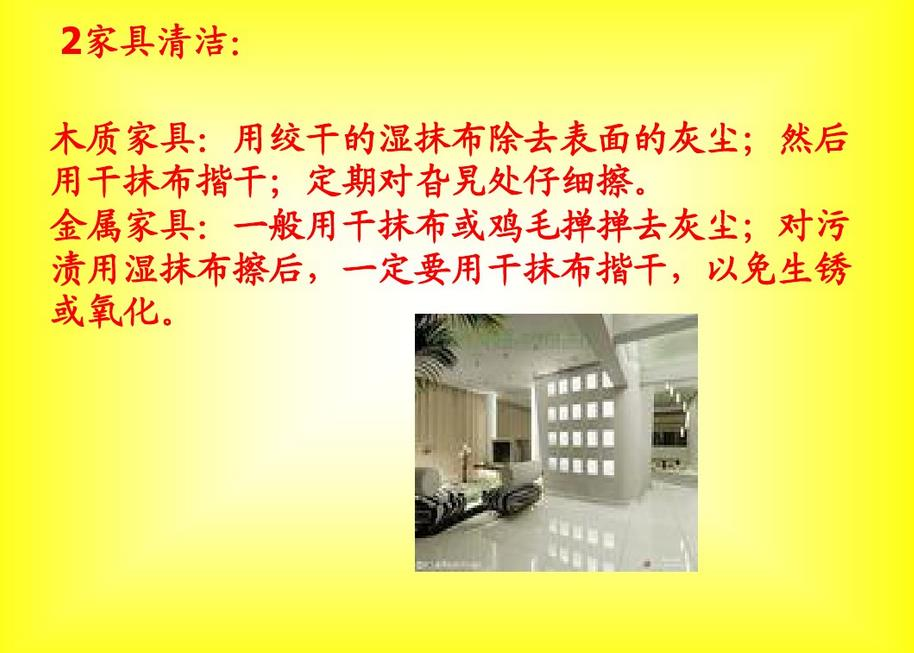 2家具清洁：
木质家具：用绞干的湿抹布除去表面的灰尘；然后
用干抹布揩干；定期对旮旯处仔细擦。
金属家具：一般用干抹布或鸡毛掸掸去灰尘；对污
渍用湿抹布擦后，一定要用干抹布揩干，以免生锈
或氧化。